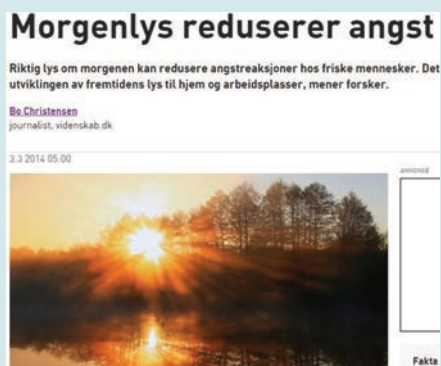 Morgenlys reduserer angst
Riktig lys om morgenen kan redusere angstreaksjoner hos friske mennesker. Det
utviklingen av fremtidens lys til hjem og arbeidsplasser, mener forsker.
Bo Christensen
journalist, videnskab.dk
3.3 2014 05:00
ANNONSE
Fakta